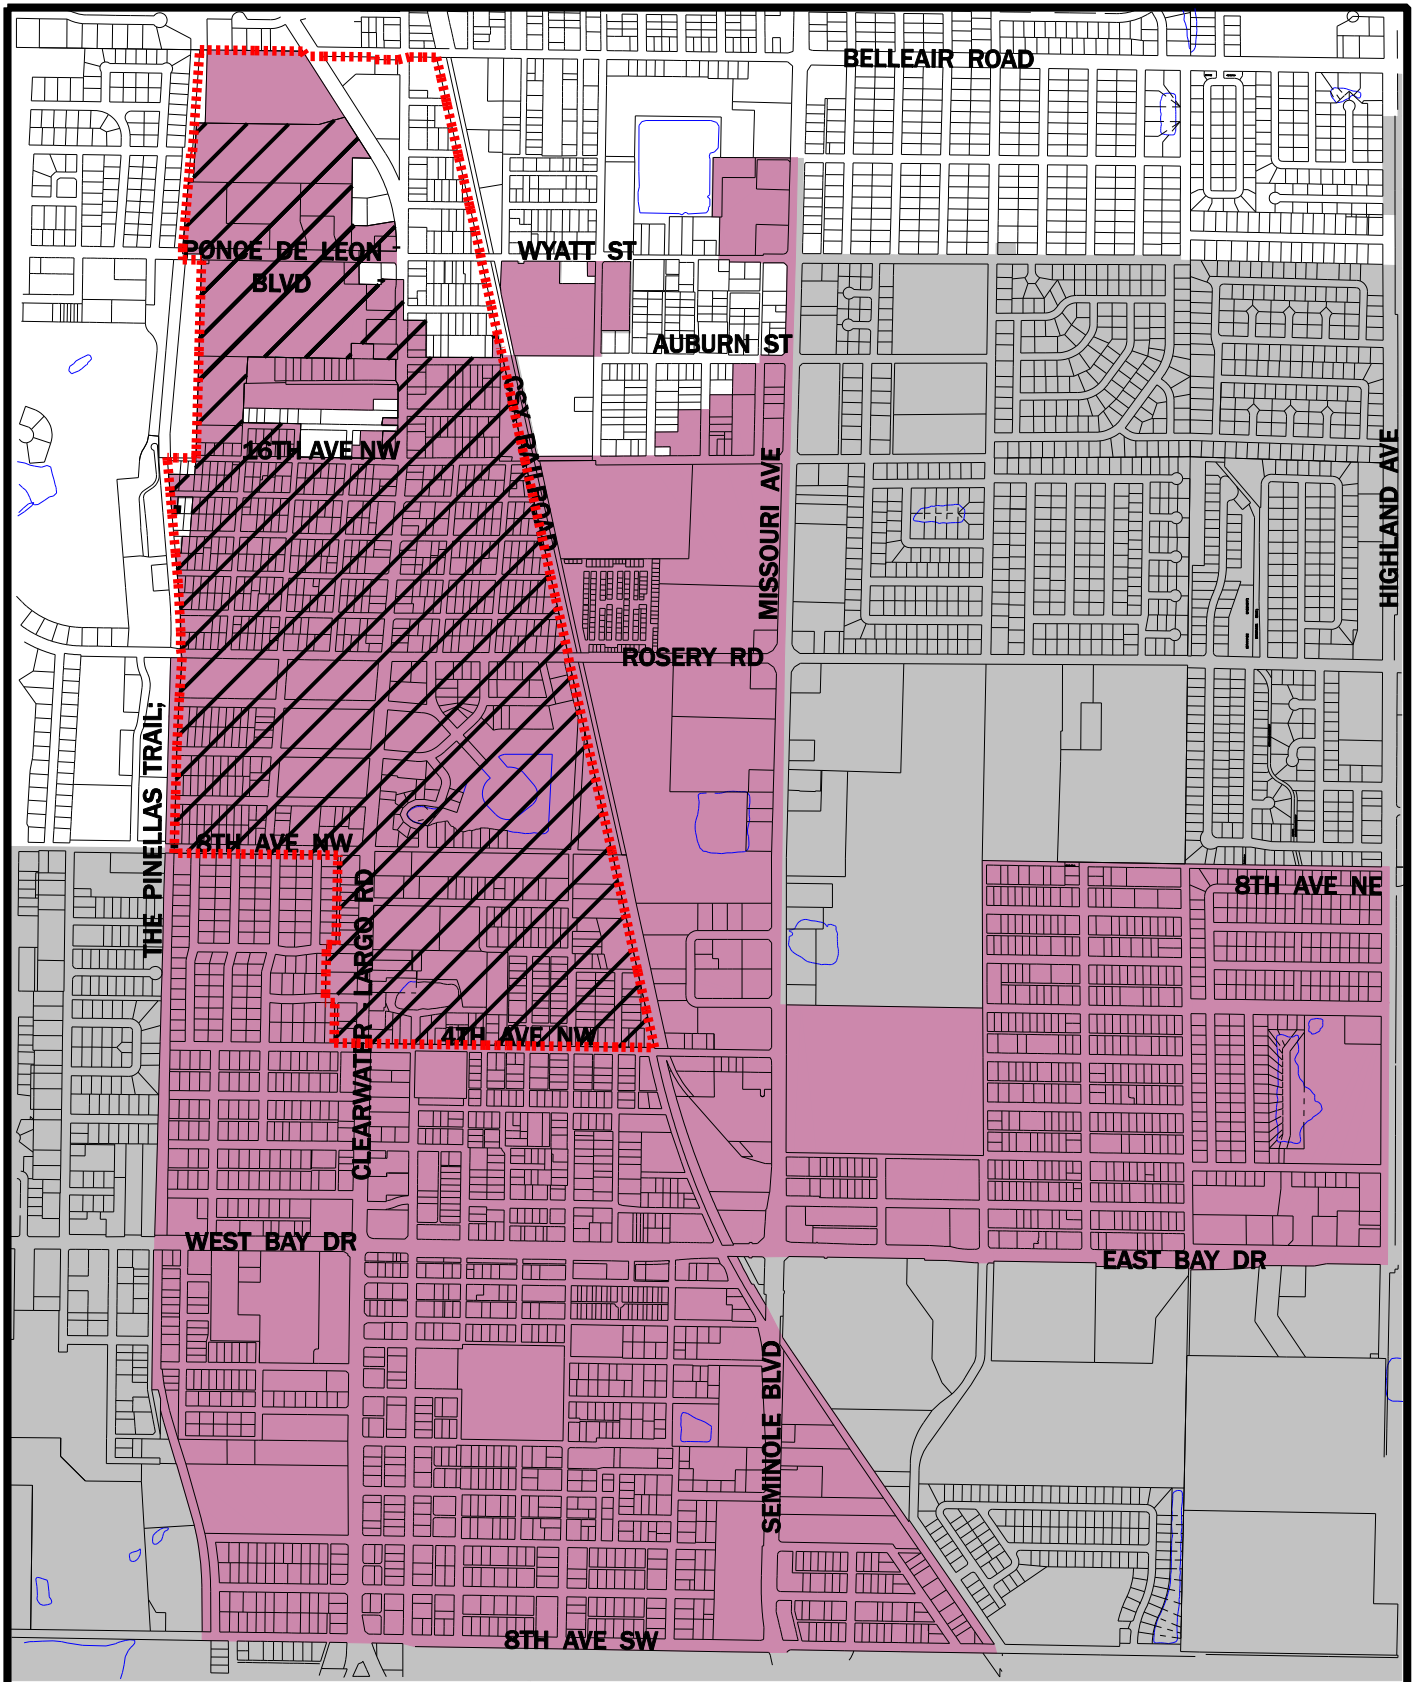 BELLEAIR ROAD
PONCE DE LEON
BLVD
WYATT ST
AUBURN ST
16TH AVE NW
CSX RAILROAD
MISSOURI AVE
HIGHLAND AVE
ROSERY RD
THE PINELLAS TRAIL;
8TH AVE NW
CLEARWATER LARGO RD
8TH AVE NE
4TH AVE NW
WEST BAY DR
EAST BAY DR
SEMINOLE BLVD
8TH AVE SW